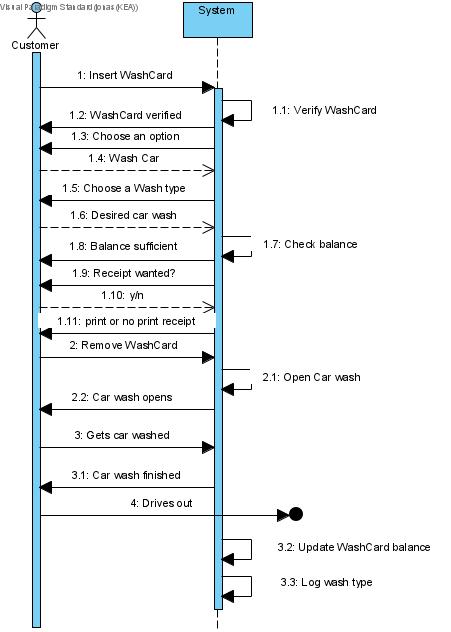 Visual Paradigm Standard (jonas (KEA))
System
Customer
1: Insert WashCard
1.1: Verify WashCard
1.2: WashCard verified
1.3: Choose an option
1.4: Wash Car
1.5: Choose a Wash type
1.6: Desired car wash
1.7: Check balance
1.8: Balance sufficient
1.9: Receipt wanted?
1.10: y/n
1.11: print or no print receipt
2: Remove WashCard
2.1: Open Car wash
2.2: Car wash opens
3: Gets car washed
3.1: Car wash finished
4: Drives out
3.2: Update WashCard balance
3.3: Log wash type